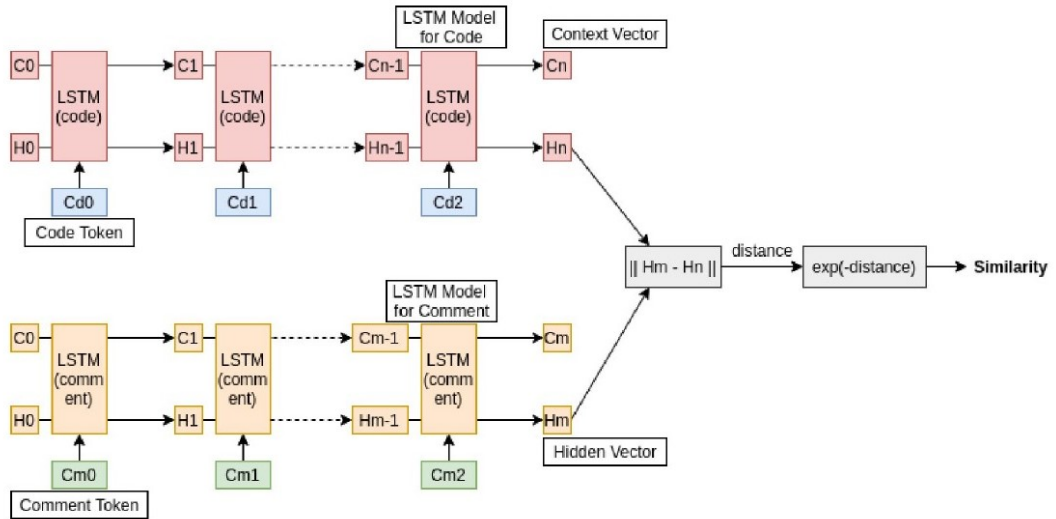 LSTM Model
for Code
Context Vector
C0
C1
Cn-1
Cn
LSTM
(code)
LSTM
(code)
LSTM
(code)
H0
H1
Hn-1
Hn
Cd0
Cd1
Cd2
Code Token
|| Hm - Hn ||
distance
exp(-distance)
Similarity
LSTM Model
for Comment
C0
C1
Cm-1
Cm
LSTM
(comm
ent)
LSTM
(comm
ent)
LSTM
(comm
ent)
H0
H1
Hm-1
Hm
Hidden Vector
Cm0
Cm1
Cm2
Comment Token